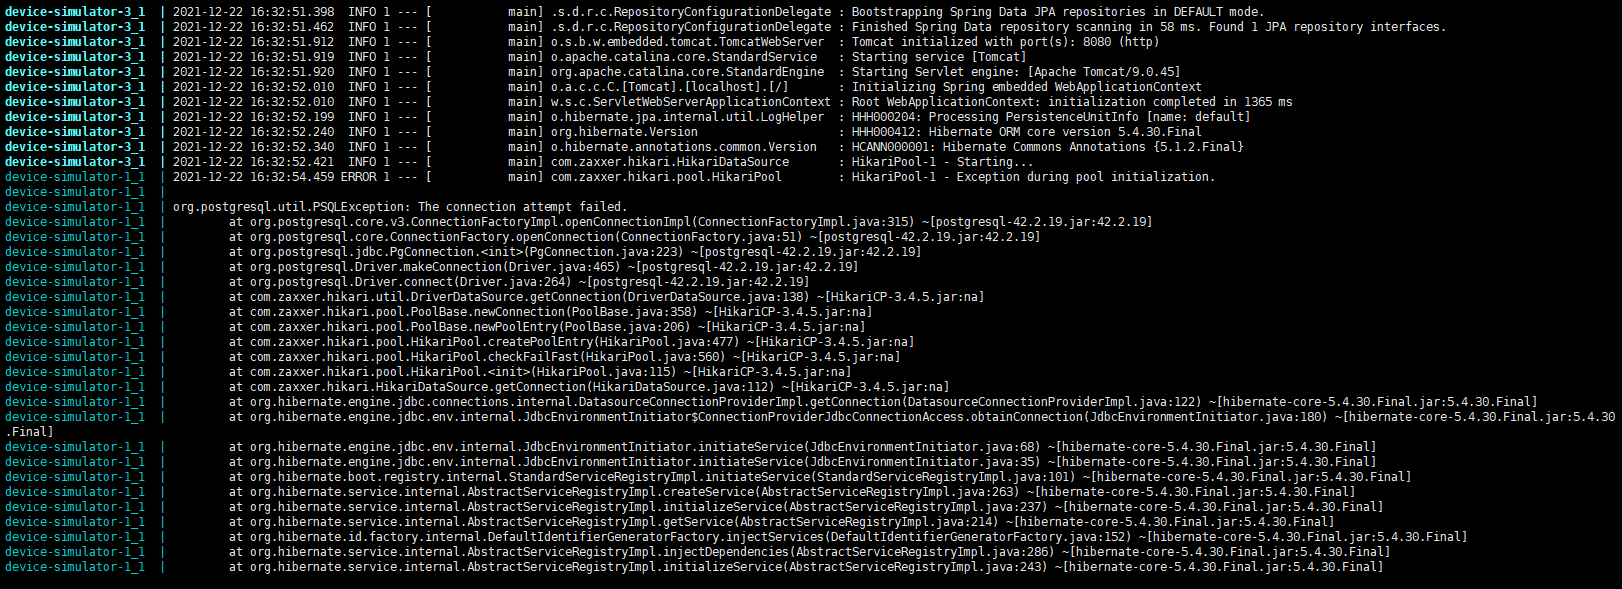 device-simulator-3_1  | 2021-12-22 16:32:51.398  INFO 1 --- [           main] .s.d.r.c.RepositoryConfigurationDelegate : Bootstrapping Spring Data JPA repositories in DEFAULT mode.
device-simulator-3_1  | 2021-12-22 16:32:51.462  INFO 1 --- [           main] .s.d.r.c.RepositoryConfigurationDelegate : Finished Spring Data repository scanning in 58 ms. Found 1 JPA repository interfaces.
device-simulator-3_1  | 2021-12-22 16:32:51.912  INFO 1 --- [           main] o.s.b.w.embedded.tomcat.TomcatWebServer  : Tomcat initialized with port(s): 8080 (http)
device-simulator-3_1  | 2021-12-22 16:32:51.919  INFO 1 --- [           main] o.apache.catalina.core.StandardService   : Starting service [Tomcat]
device-simulator-3_1  | 2021-12-22 16:32:51.920  INFO 1 --- [           main] org.apache.catalina.core.StandardEngine  : Starting Servlet engine: [Apache Tomcat/9.0.45]
device-simulator-3_1  | 2021-12-22 16:32:52.010  INFO 1 --- [           main] o.a.c.c.C.[Tomcat].[localhost].[/]       : Initializing Spring embedded WebApplicationContext
device-simulator-3_1  | 2021-12-22 16:32:52.010  INFO 1 --- [           main] w.s.c.ServletWebServerApplicationContext : Root WebApplicationContext: initialization completed in 1365 ms
device-simulator-3_1  | 2021-12-22 16:32:52.199  INFO 1 --- [           main] o.hibernate.jpa.internal.util.LogHelper  : HHH000204: Processing PersistenceUnitInfo [name: default]
device-simulator-3_1  | 2021-12-22 16:32:52.240  INFO 1 --- [           main] org.hibernate.Version                    : HHH000412: Hibernate ORM core version 5.4.30.Final
device-simulator-3_1  | 2021-12-22 16:32:52.340  INFO 1 --- [           main] o.hibernate.annotations.common.Version   : HCANN000001: Hibernate Commons Annotations {5.1.2.Final}
device-simulator-3_1  | 2021-12-22 16:32:52.421  INFO 1 --- [           main] com.zaxxer.hikari.HikariDataSource       : HikariPool-1 - Starting...
device-simulator-1_1  | 2021-12-22 16:32:54.459 ERROR 1 --- [           main] com.zaxxer.hikari.pool.HikariPool        : HikariPool-1 - Exception during pool initialization.
device-simulator-1_1  |
device-simulator-1_1  | org.postgresql.util.PSQLException: The connection attempt failed.
device-simulator-1_1  |         at org.postgresql.core.v3.ConnectionFactoryImpl.openConnectionImpl(ConnectionFactoryImpl.java:315) ~[postgresql-42.2.19.jar:42.2.19]
device-simulator-1_1  |         at org.postgresql.core.ConnectionFactory.openConnection(ConnectionFactory.java:51) ~[postgresql-42.2.19.jar:42.2.19]
device-simulator-1_1  |         at org.postgresql.jdbc.PgConnection.<init>(PgConnection.java:223) ~[postgresql-42.2.19.jar:42.2.19]
device-simulator-1_1  |         at org.postgresql.Driver.makeConnection(Driver.java:465) ~[postgresql-42.2.19.jar:42.2.19]
device-simulator-1_1  |         at org.postgresql.Driver.connect(Driver.java:264) ~[postgresql-42.2.19.jar:42.2.19]
device-simulator-1_1  |         at com.zaxxer.hikari.util.DriverDataSource.getConnection(DriverDataSource.java:138) ~[HikariCP-3.4.5.jar:na]
device-simulator-1_1  |         at com.zaxxer.hikari.pool.PoolBase.newConnection(PoolBase.java:358) ~[HikariCP-3.4.5.jar:na]
device-simulator-1_1  |         at com.zaxxer.hikari.pool.PoolBase.newPoolEntry(PoolBase.java:206) ~[HikariCP-3.4.5.jar:na]
device-simulator-1_1  |         at com.zaxxer.hikari.pool.HikariPool.createPoolEntry(HikariPool.java:477) ~[HikariCP-3.4.5.jar:na]
device-simulator-1_1  |         at com.zaxxer.hikari.pool.HikariPool.checkFailFast(HikariPool.java:560) ~[HikariCP-3.4.5.jar:na]
device-simulator-1_1  |         at com.zaxxer.hikari.pool.HikariPool.<init>(HikariPool.java:115) ~[HikariCP-3.4.5.jar:na]
device-simulator-1_1  |         at com.zaxxer.hikari.HikariDataSource.getConnection(HikariDataSource.java:112) ~[HikariCP-3.4.5.jar:na]
device-simulator-1_1  |         at org.hibernate.engine.jdbc.connections.internal.DatasourceConnectionProviderImpl.getConnection(DatasourceConnectionProviderImpl.java:122) ~[hibernate-core-5.4.30.Final.jar:5.4.30.Final]
device-simulator-1_1  |         at org.hibernate.engine.jdbc.env.internal.JdbcEnvironmentInitiator$ConnectionProviderJdbcConnectionAccess.obtainConnection(JdbcEnvironmentInitiator.java:180) ~[hibernate-core-5.4.30.Final.jar:5.4.30
.Final]
device-simulator-1_1  |         at org.hibernate.engine.jdbc.env.internal.JdbcEnvironmentInitiator.initiateService(JdbcEnvironmentInitiator.java:68) ~[hibernate-core-5.4.30.Final.jar:5.4.30.Final]
device-simulator-1_1  |         at org.hibernate.engine.jdbc.env.internal.JdbcEnvironmentInitiator.initiateService(JdbcEnvironmentInitiator.java:35) ~[hibernate-core-5.4.30.Final.jar:5.4.30.Final]
device-simulator-1_1  |         at org.hibernate.boot.registry.internal.StandardServiceRegistryImpl.initiateService(StandardServiceRegistryImpl.java:101) ~[hibernate-core-5.4.30.Final.jar:5.4.30.Final]
device-simulator-1_1  |         at org.hibernate.service.internal.AbstractServiceRegistryImpl.createService(AbstractServiceRegistryImpl.java:263) ~[hibernate-core-5.4.30.Final.jar:5.4.30.Final]
device-simulator-1_1  |         at org.hibernate.service.internal.AbstractServiceRegistryImpl.initializeService(AbstractServiceRegistryImpl.java:237) ~[hibernate-core-5.4.30.Final.jar:5.4.30.Final]
device-simulator-1_1  |         at org.hibernate.service.internal.AbstractServiceRegistryImpl.getService(AbstractServiceRegistryImpl.java:214) ~[hibernate-core-5.4.30.Final.jar:5.4.30.Final]
device-simulator-1_1  |         at org.hibernate.id.factory.internal.DefaultIdentifierGeneratorFactory.injectServices(DefaultIdentifierGeneratorFactory.java:152) ~[hibernate-core-5.4.30.Final.jar:5.4.30.Final]
device-simulator-1_1  |         at org.hibernate.service.internal.AbstractServiceRegistryImpl.injectDependencies(AbstractServiceRegistryImpl.java:286) ~[hibernate-core-5.4.30.Final.jar:5.4.30.Final]
device-simulator-1_1  |         at org.hibernate.service.internal.AbstractServiceRegistryImpl.initializeService(AbstractServiceRegistryImpl.java:243) ~[hibernate-core-5.4.30.Final.jar:5.4.30.Final]